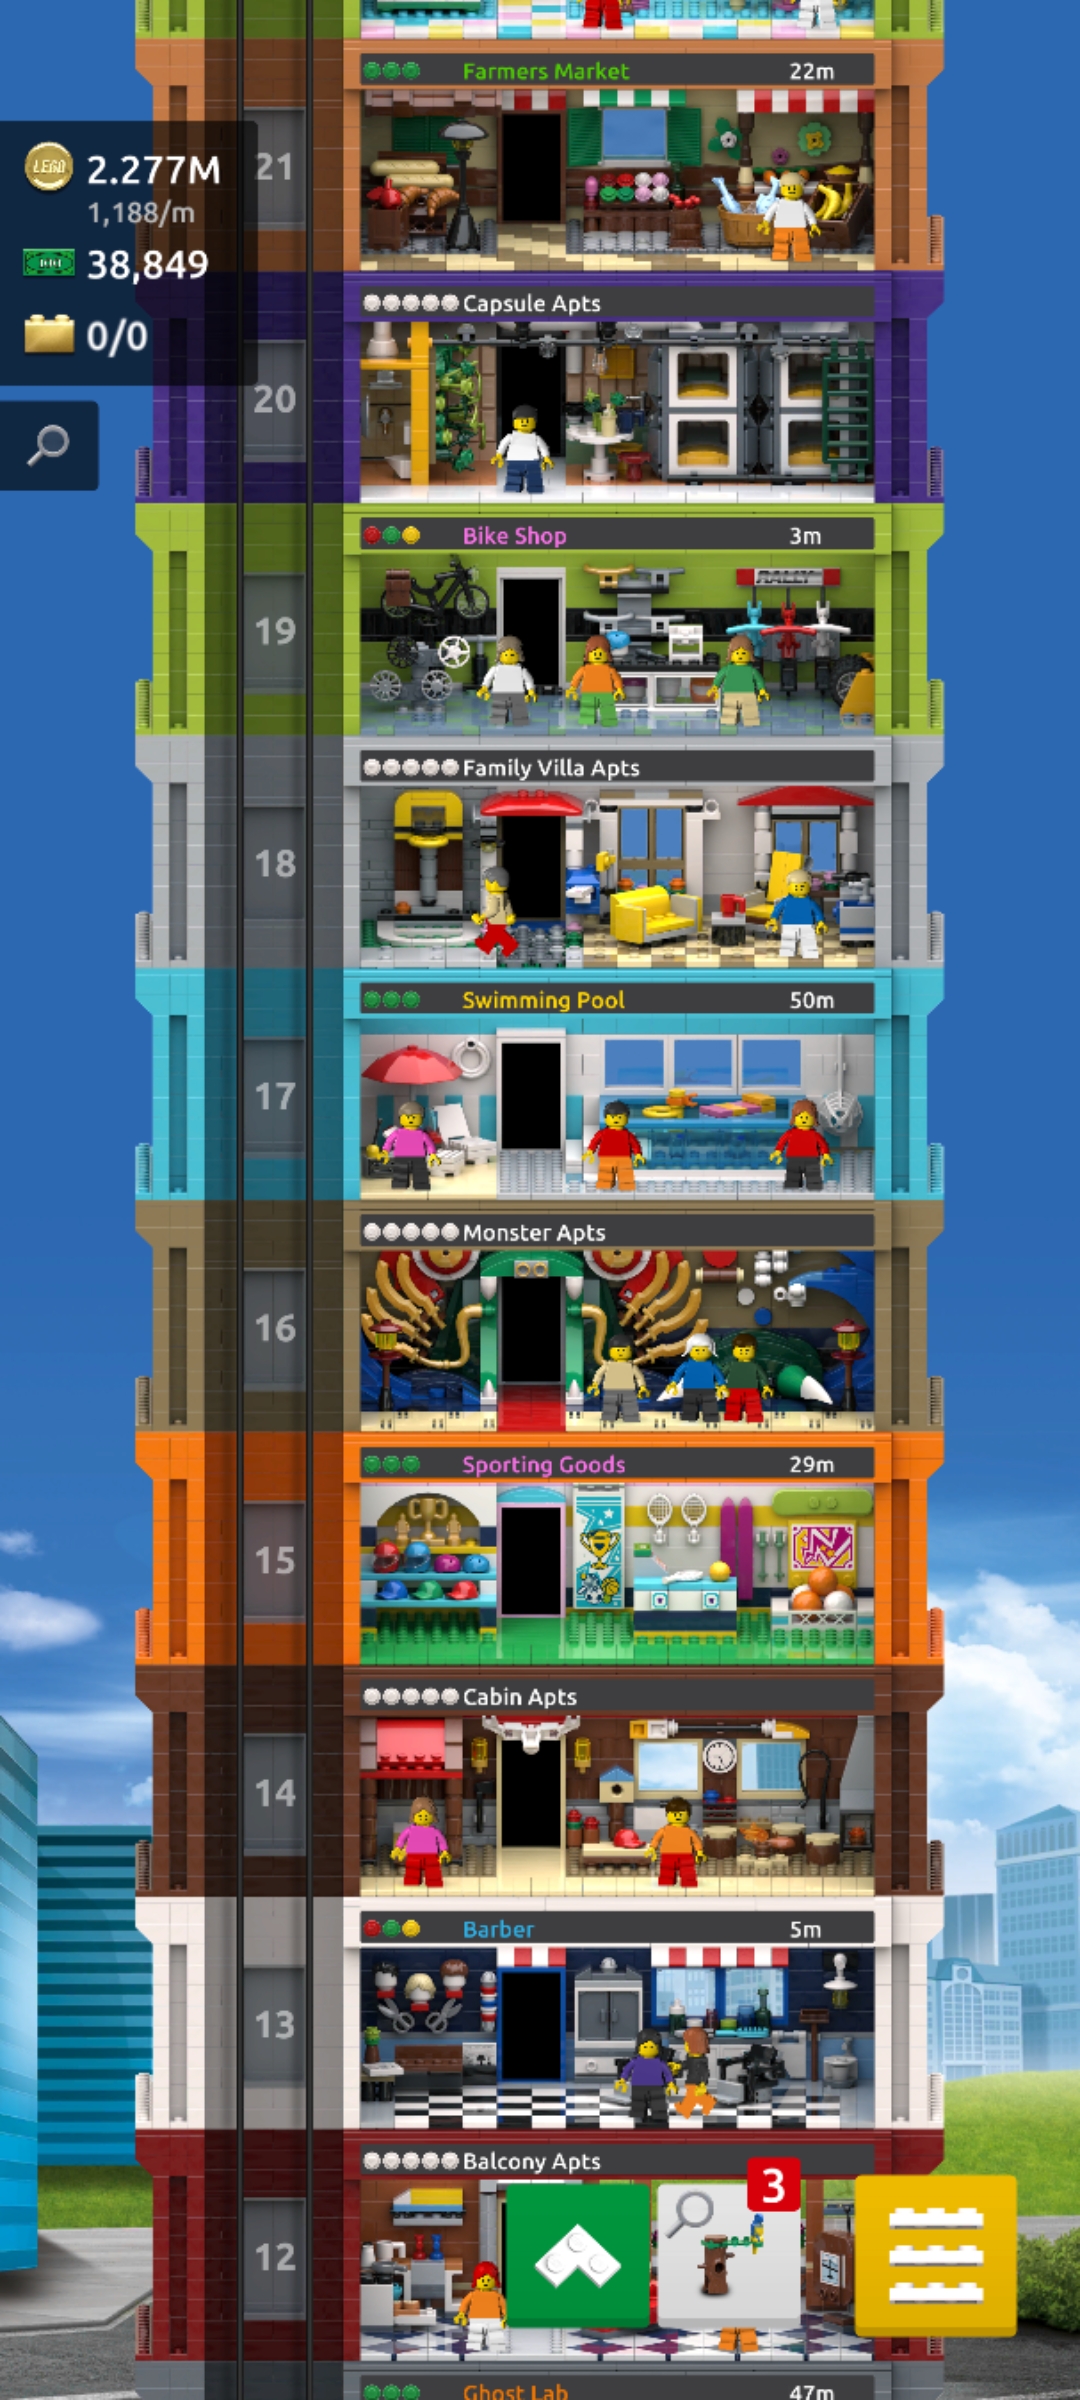 Farmers Market 22m
LEGO 2.277M
1,188/m
38,849
0/0
21
Capsule Apts
20
Bike Shop 3m
RALLY
19
Family Villa Apts
18
Swimming Pool 50m
17
Monster Apts
16
Sporting Goods 29m
N
15
Cabin Apts
14
Barber 5m
13
Balcony Apts
3
12
Ghost Lab 47m